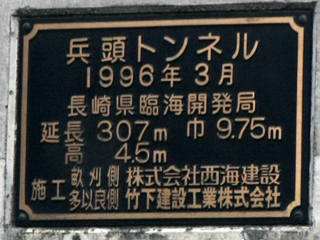 兵頭トンネル
1996年3月
長崎県臨海開発局
延長 307m 巾 9.75m
高 4.5m
施工 畝刈側 株式会社西海建設
多以良側 竹下建設工業株式会社